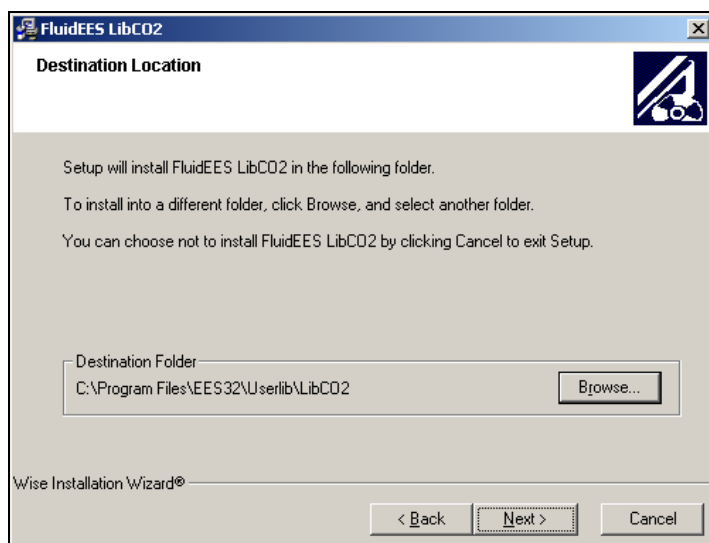 FluidEES LibCO2
Destination Location
Setup will install FluidEES LibCO2 in the following folder.
To install into a different folder, click Browse, and select another folder.
You can choose not to install FluidEES LibCO2 by clicking Cancel to exit Setup.
Destination Folder
C:\Program Files\EES32\Userlib\LibCO2
Browse...
Wise Installation Wizard®
< Back
Next >
Cancel